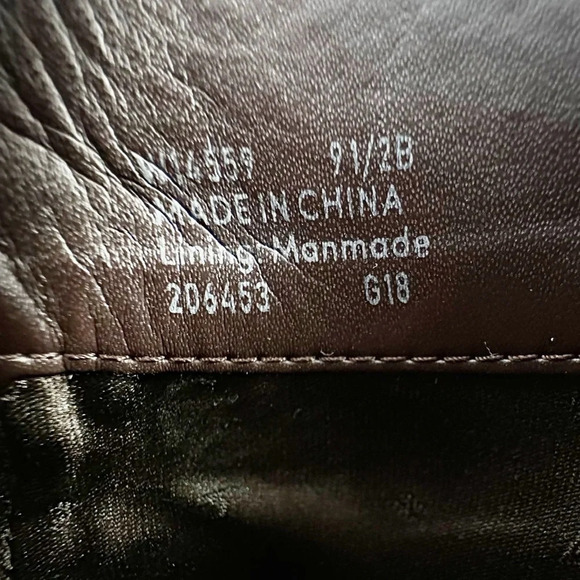 91/2B
MADE IN CHINA
Lining: Manmade
206453 G18